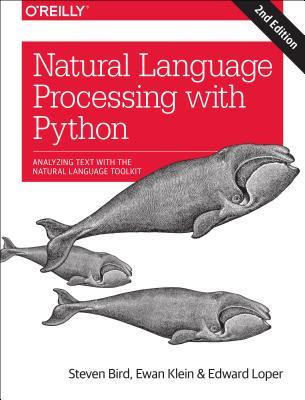 O'REILLY®
2nd Edition
Natural Language
Processing with
Python
ANALYZING TEXT WITH THE
NATURAL LANGUAGE TOOLKIT
Steven Bird, Ewan Klein & Edward Loper